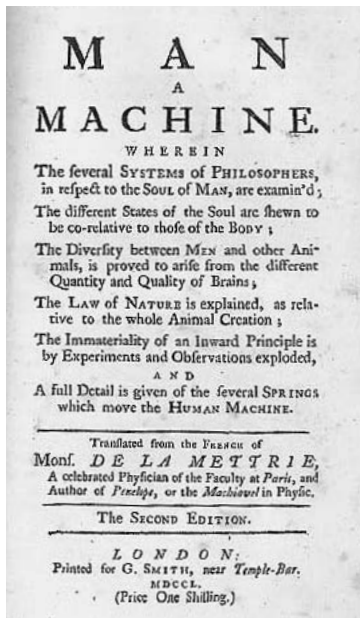 MAN
A
MACHINE.
WHEREIN
The ſeveral SYSTEMS of PHILOSOPHERS,
in reſpect to the SOUL of MAN, are examin'd;
The different States of the Soul are ſhewn to
be co-relative to thoſe of the BODY;
The Diverſity between MEN and other Ani-
mals, is proved to ariſe from the different
Quantity and Quality of Brains;
The LAW of NATURE is explained, as rela-
tive to the whole Animal Creation;
The Immateriality of an Inward Principle is
by Experiments and Obſervations exploded,
AND
A full Detail is given of the ſeveral SPRINGS
which move the HUMAN MACHINE.
Tranſlated from the FRENCH of
Monſ. DE LA METTRIE,
A celebrated Phyſician of the Faculty at Paris, and
Author of Penelope, or the Machiavel in Phyſic.
The SECOND EDITION.
LONDON:
Printed for G. SMITH, near Temple-Bar.
MDCCL.
(Price One Shilling.)